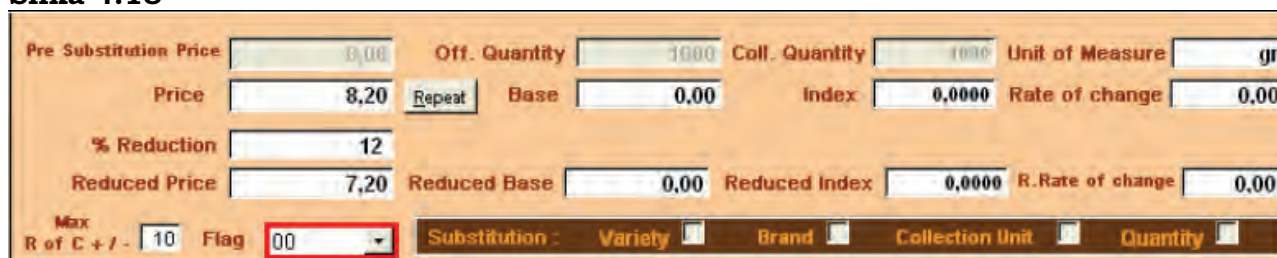 Pre Substitution Price 0,00 Off. Quantity 1000 Coll. Quantity 1000 Unit of Measure gr
Price 8,20 Repeat Base 0,00 Index 0,0000 Rate of change 0,00
% Reduction 12
Reduced Price 7,20 Reduced Base 0,00 Reduced Index 0,0000 R.Rate of change 0,00
Max
R of C + / - 10 Flag 00 Substitution : Variety Brand Collection Unit Quantity